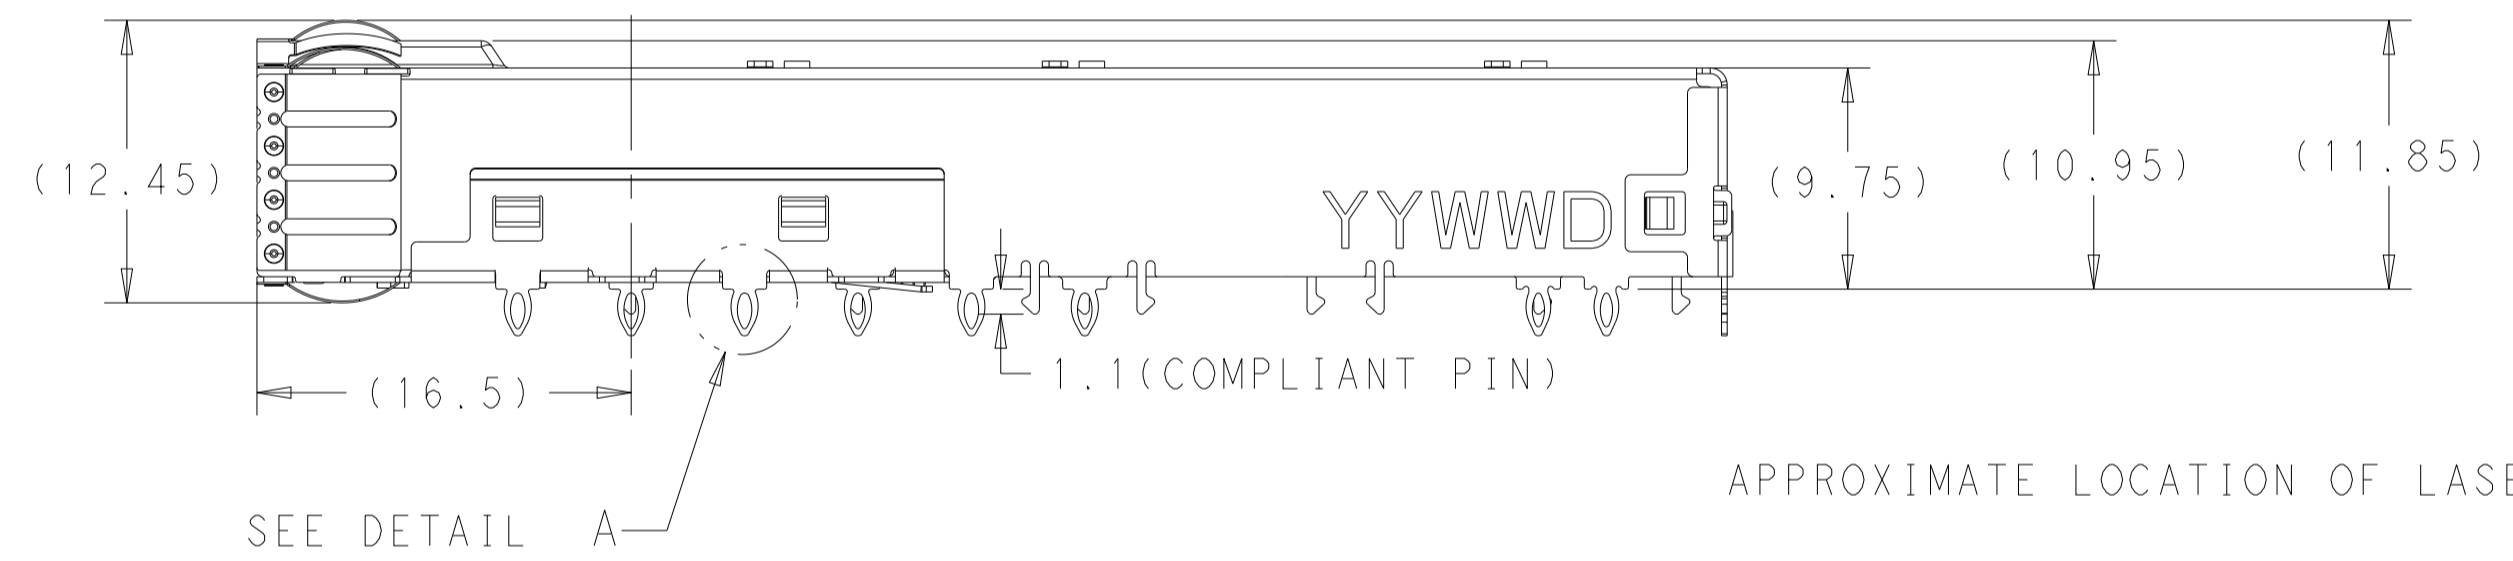 (12.45)
(9.75)
(10.95)
(11.85)
YYWWD
1.1(COMPLIANT PIN)
(16.5)
APPROXIMATE LOCATION OF
SEE DETAIL A